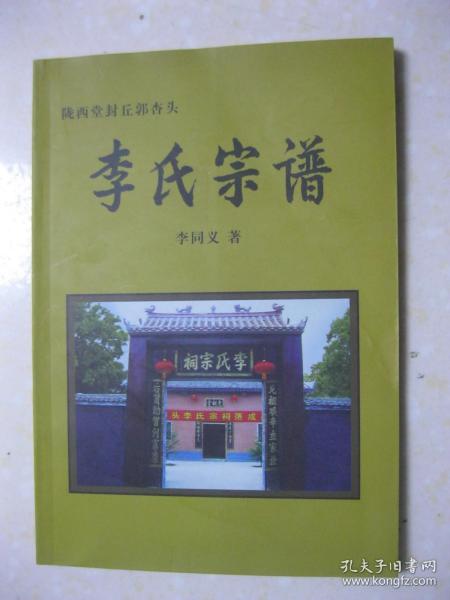 陇西堂封丘郭杏头
李氏宗谱
李同义 著
李氏宗祠
头李氏宗祠落成
孔夫子旧书网
www.kongfz.com